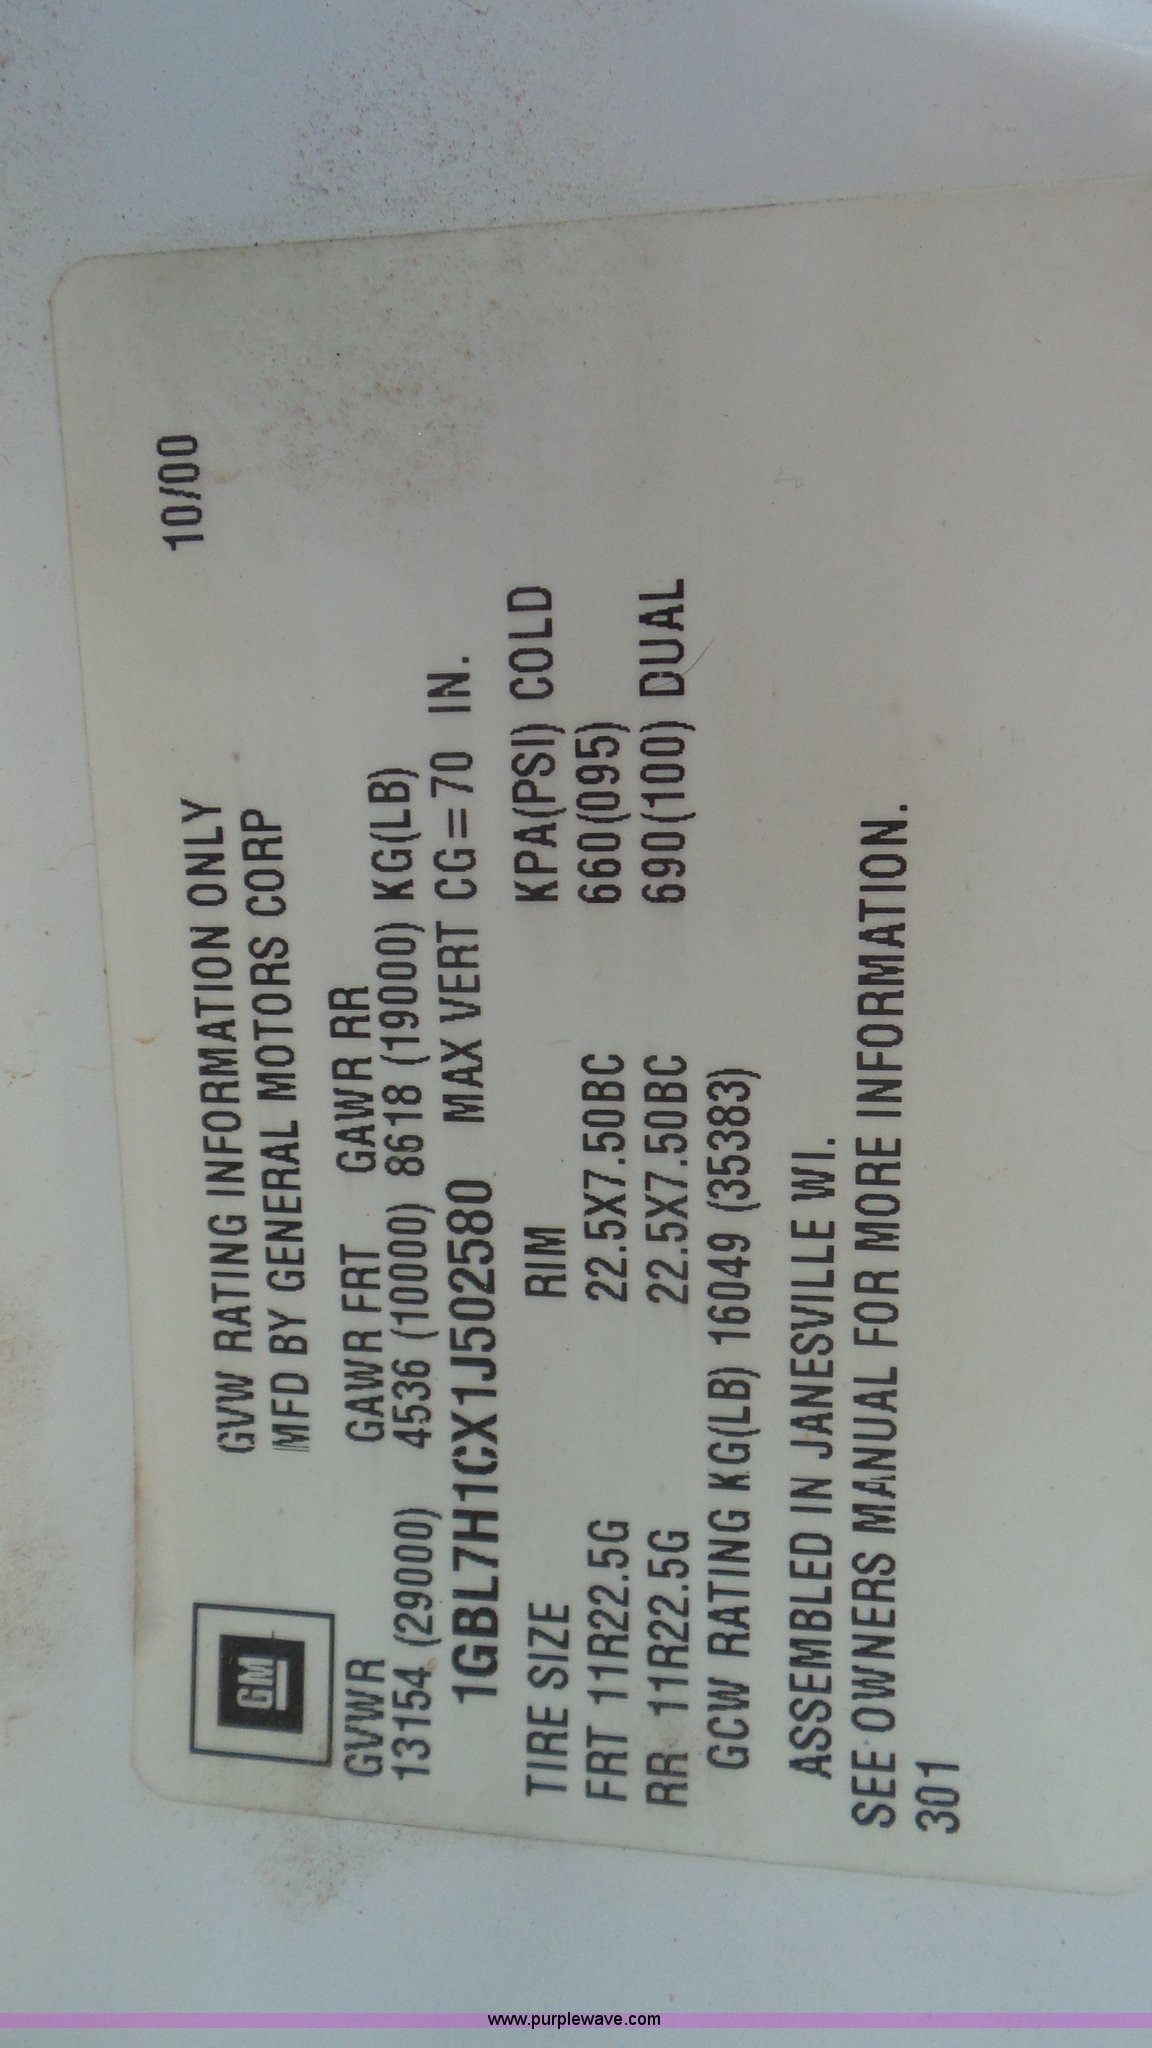 10/00
GVW RATING INFORMATION ONLY
MFD BY GENERAL MOTORS CORP
GM
GVWR GAWR FRT GAWR RR
13154 (29000) 4536 (10000) 8618 (19000) KG(LB)
1GBL7H1CX1J502580 MAX VERT CG=70 IN.
TIRE SIZE RIM KPA(PSI) COLD
FRT 11R22.5G 22.5X7.50BC 660(095)
RR 11R22.5G 22.5X7.50BC 690(100) DUAL
GCW RATING KG(LB) 16049 (35383)
ASSEMBLED IN JANESVILLE WI.
SEE OWNERS MANUAL FOR MORE INFORMATION.
301
www.purplewave.com